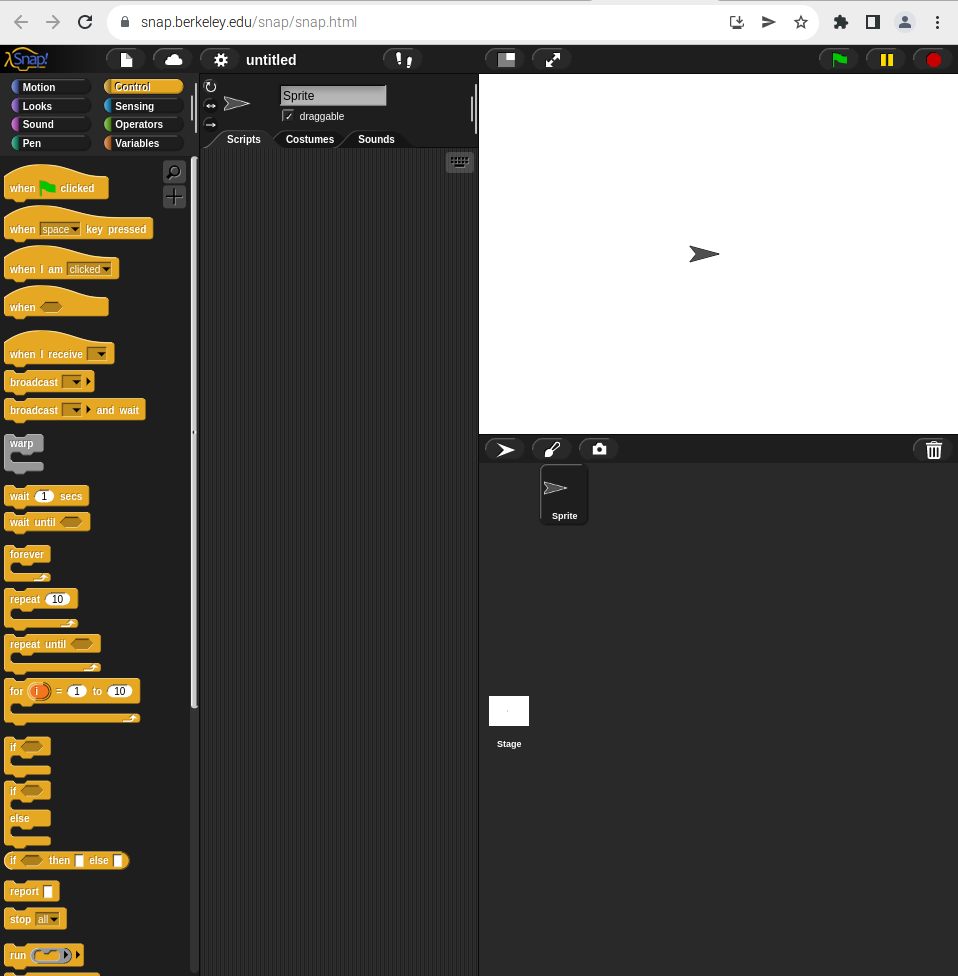 snap.berkeley.edu/snap/snap.html
Snap!
untitled
Motion
Control
Looks
Sensing
Sound
Operators
Pen
Variables
Sprite
draggable
Scripts
Costumes
Sounds
when clicked
when space key pressed
when I am clicked
when
when I receive
broadcast
broadcast and wait
warp
wait 1 secs
wait until
forever
repeat 10
repeat until
for i = 1 to 10
if
if
else
if then else
report
stop all
run
Sprite
Stage